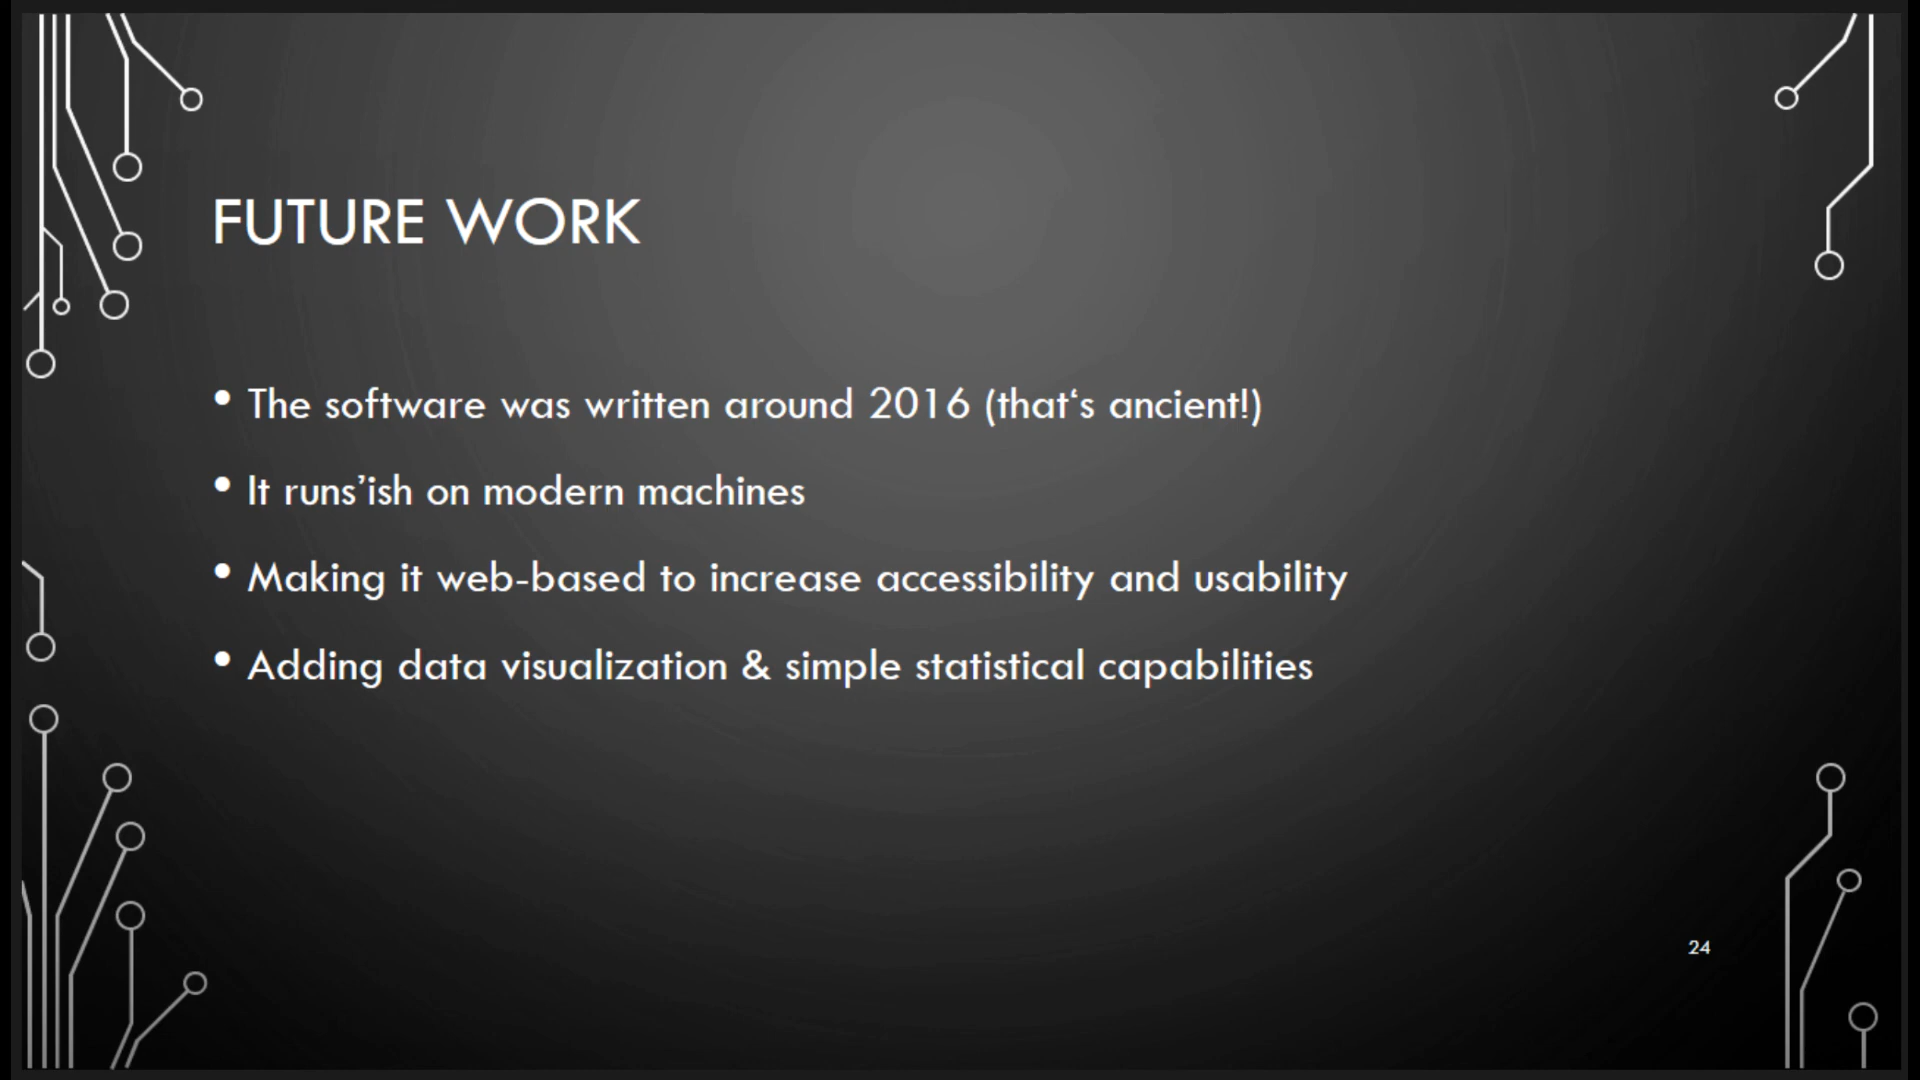 FUTURE WORK
• The software was written around 2016 (that‘s ancient!)
• It runs’ish on modern machines
• Making it web-based to increase accessibility and usability
• Adding data visualization & simple statistical capabilities
24